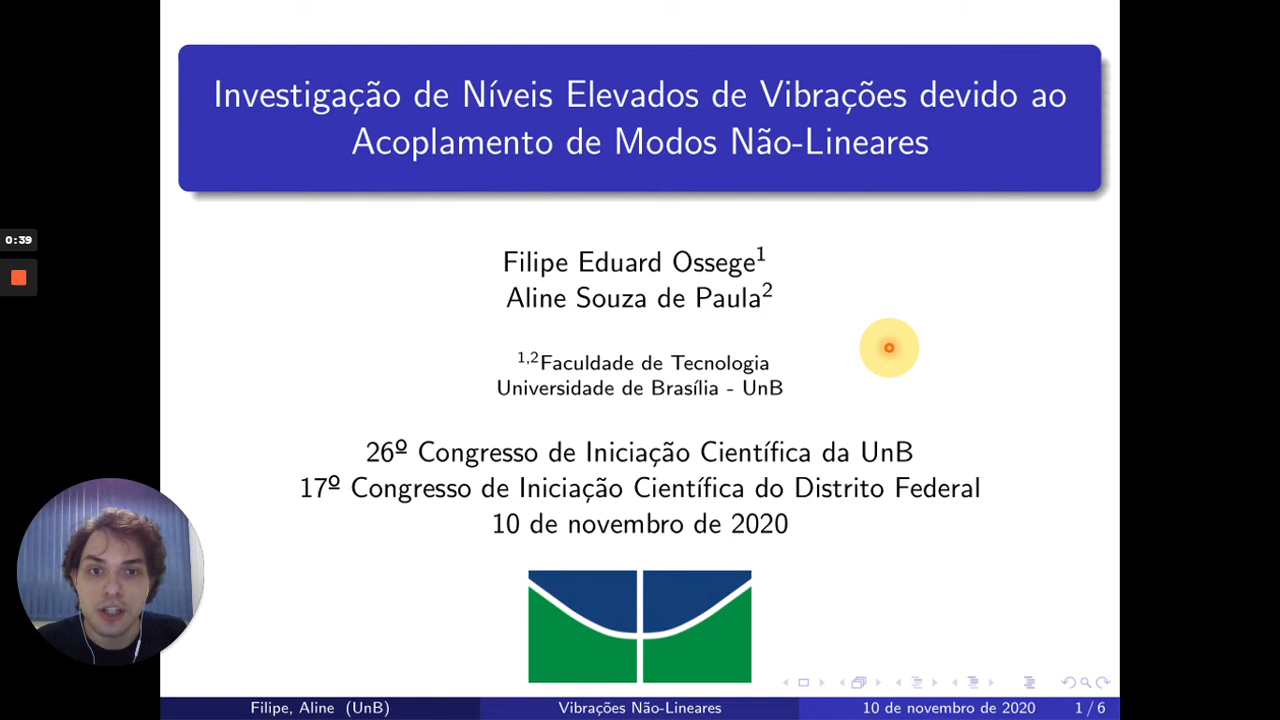 Investigação de Níveis Elevados de Vibrações devido ao
Acoplamento de Modos Não-Lineares
0:39
Filipe Eduard Ossege¹
Aline Souza de Paula²
¹,²Faculdade de Tecnologia
Universidade de Brasília - UnB
26º Congresso de Iniciação Científica da UnB
17º Congresso de Iniciação Científica do Distrito Federal
10 de novembro de 2020
Filipe, Aline (UnB)
Vibrações Não-Lineares
10 de novembro de 2020
1 / 6